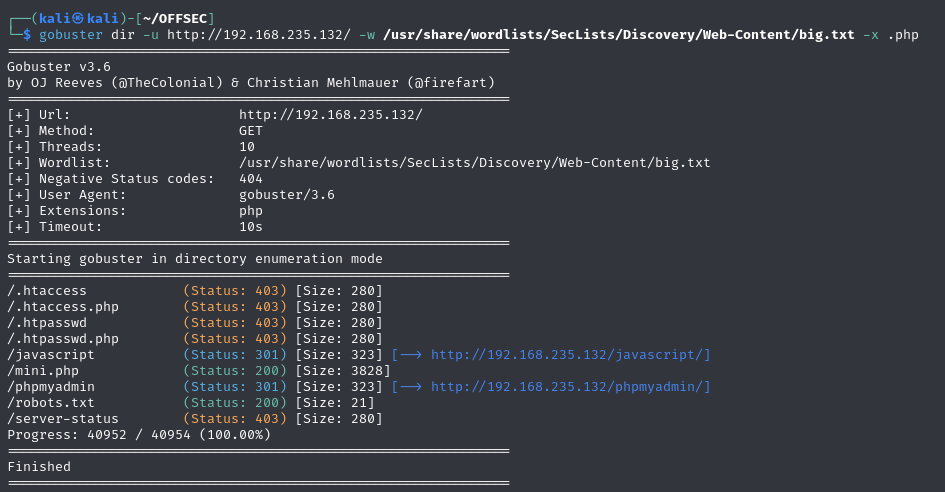 ┌──(kali㉿kali)-[~/OFFSEC]
└─$ gobuster dir -u http://192.168.235.132/ -w /usr/share/wordlists/SecLists/Discovery/Web-Content/big.txt -x .php
===============================================================
Gobuster v3.6
by OJ Reeves (@TheColonial) & Christian Mehlmauer (@firefart)
===============================================================
[+] Url:                     http://192.168.235.132/
[+] Method:                  GET
[+] Threads:                 10
[+] Wordlist:                /usr/share/wordlists/SecLists/Discovery/Web-Content/big.txt
[+] Negative Status codes:   404
[+] User Agent:              gobuster/3.6
[+] Extensions:              php
[+] Timeout:                 10s
===============================================================
Starting gobuster in directory enumeration mode
===============================================================
/.htaccess            (Status: 403) [Size: 280]
/.htaccess.php        (Status: 403) [Size: 280]
/.htpasswd            (Status: 403) [Size: 280]
/.htpasswd.php        (Status: 403) [Size: 280]
/javascript           (Status: 301) [Size: 323] [--> http://192.168.235.132/javascript/]
/mini.php             (Status: 200) [Size: 3828]
/phpmyadmin           (Status: 301) [Size: 323] [--> http://192.168.235.132/phpmyadmin/]
/robots.txt           (Status: 200) [Size: 21]
/server-status        (Status: 403) [Size: 280]
Progress: 40952 / 40954 (100.00%)
===============================================================
Finished
===============================================================